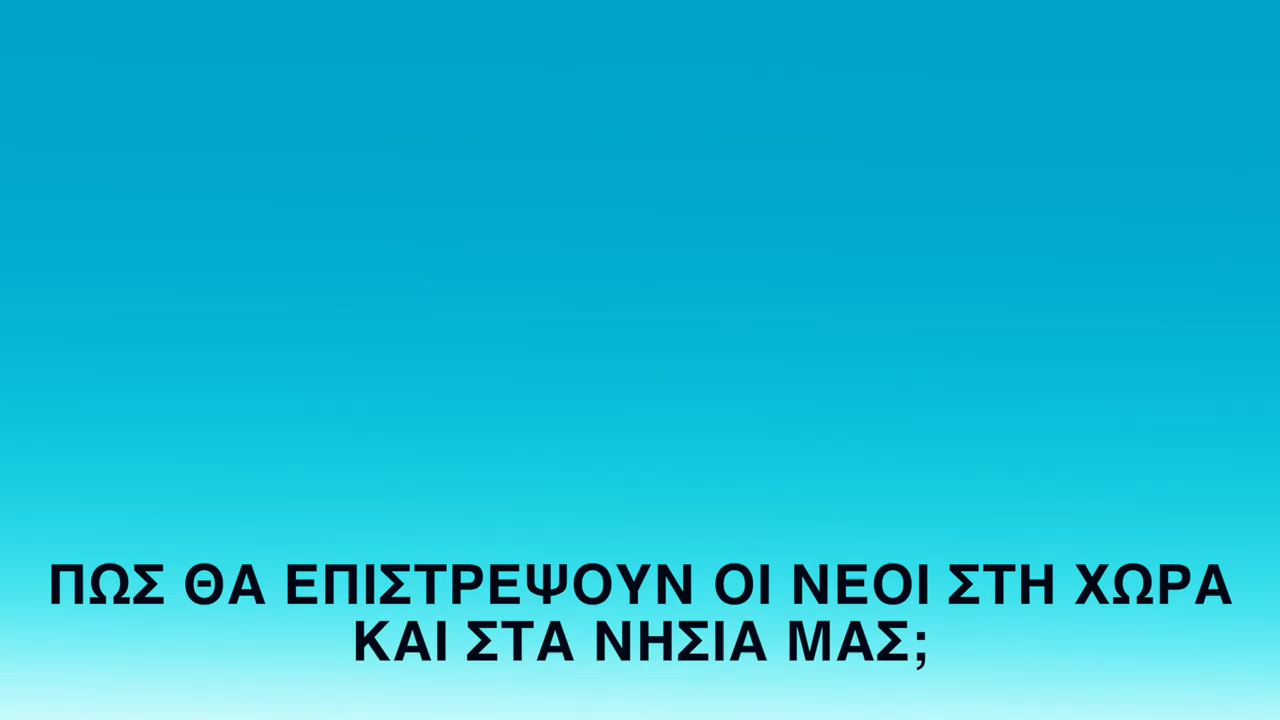 ΠΩΣ ΘΑ ΕΠΙΣΤΡΕΨΟΥΝ ΟΙ ΝΕΟΙ ΣΤΗ ΧΩΡΑ
ΚΑΙ ΣΤΑ ΝΗΣΙΑ ΜΑΣ;